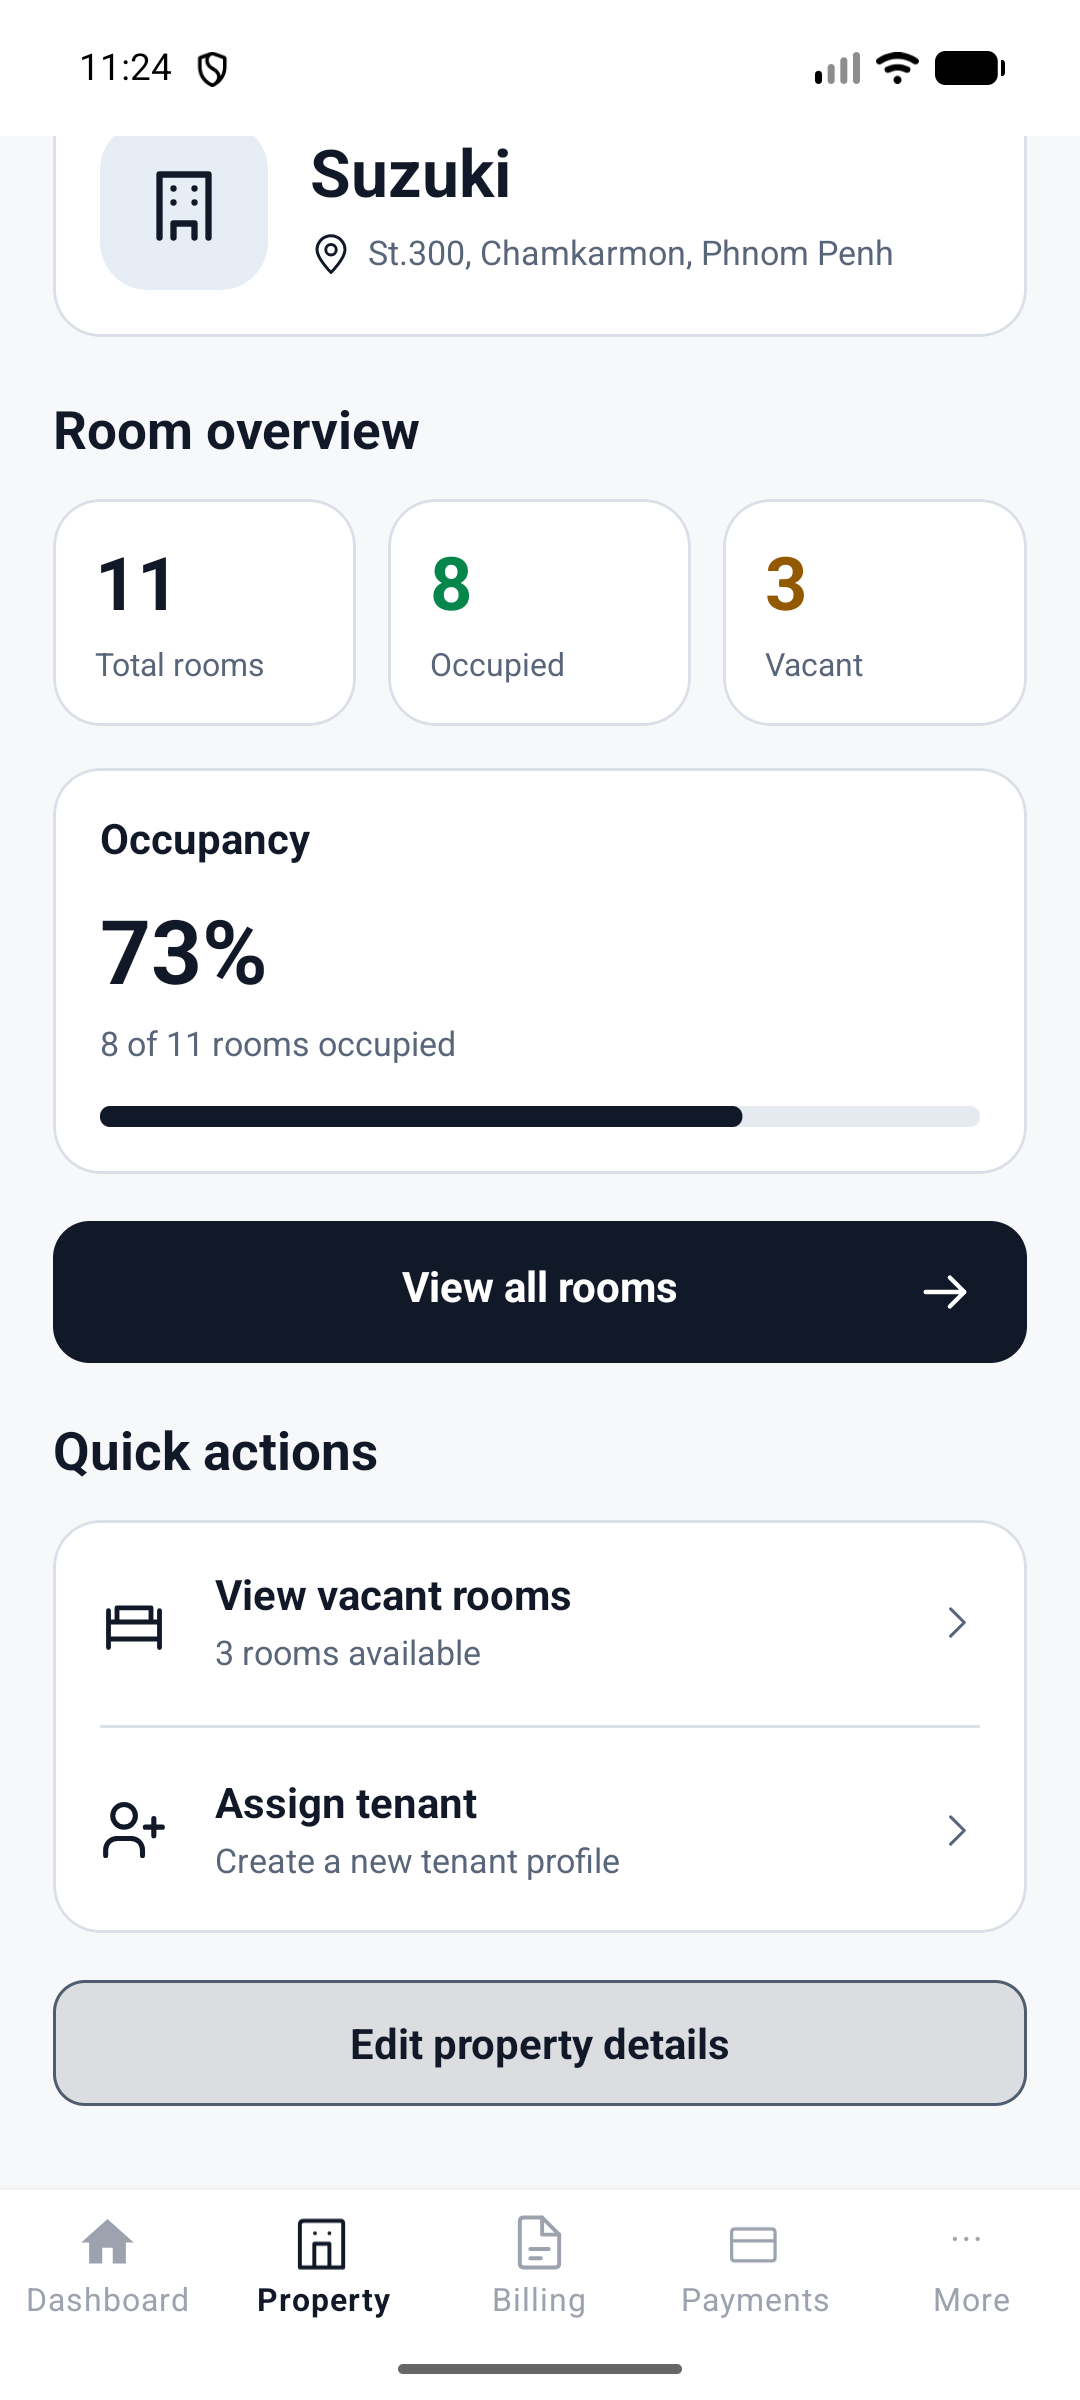 11:24
Suzuki
St.300, Chamkarmon, Phnom Penh
Room overview
11
Total rooms
8
Occupied
3
Vacant
Occupancy
73%
8 of 11 rooms occupied
View all rooms
Quick actions
View vacant rooms
3 rooms available
Assign tenant
Create a new tenant profile
Edit property details
Dashboard
Property
Billing
Payments
More